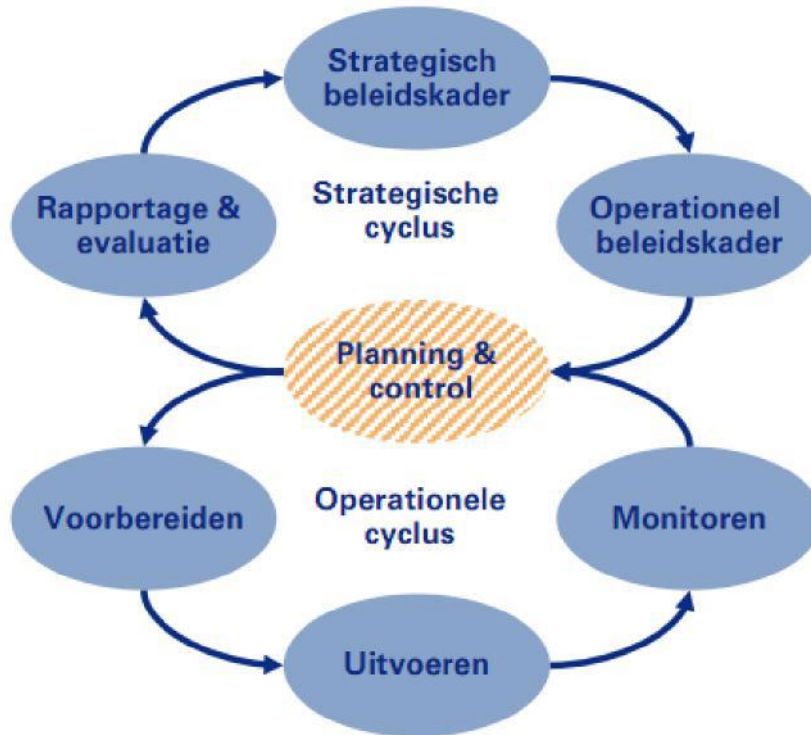 Strategisch
beleidskader
Rapportage &
evaluatie
Strategische
cyclus
Operationeel
beleidskader
Planning &
control
Voorbereiden
Operationele
cyclus
Monitoren
Uitvoeren